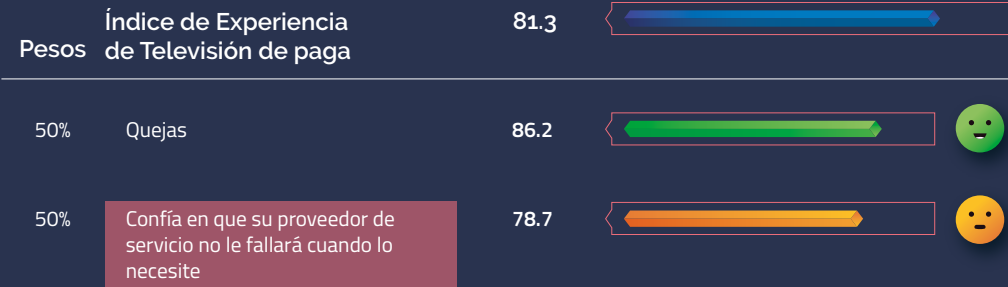 Pesos
Índice de Experiencia
de Televisión de paga
81.3
50%
Quejas
86.2
50%
Confía en que su proveedor de
servicio no le fallará cuando lo
necesite
78.7